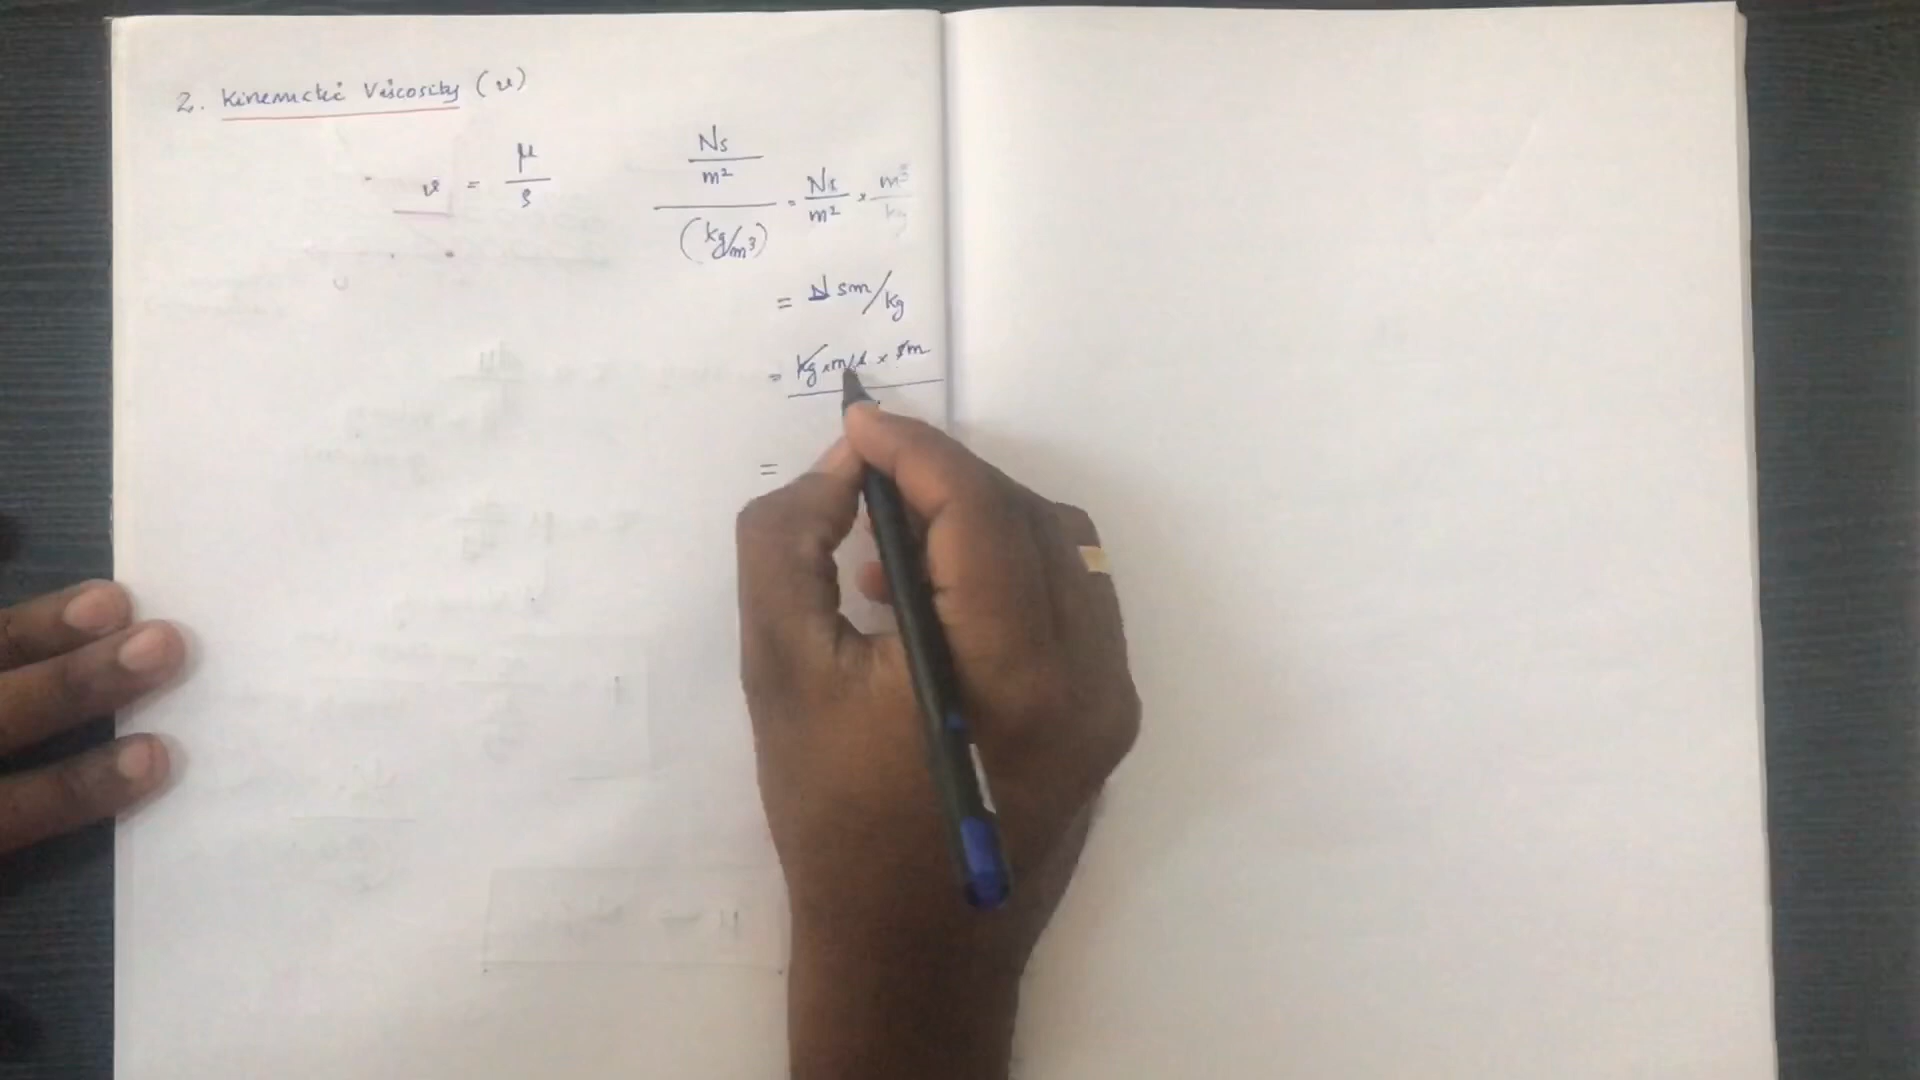 2. Kinematic Viscosity (ν)
ν = μ / ρ
Ns / m² / (kg/m³) = Ns / m² × m³ / kg
= N sm/kg
= kg × m/s × sm
=